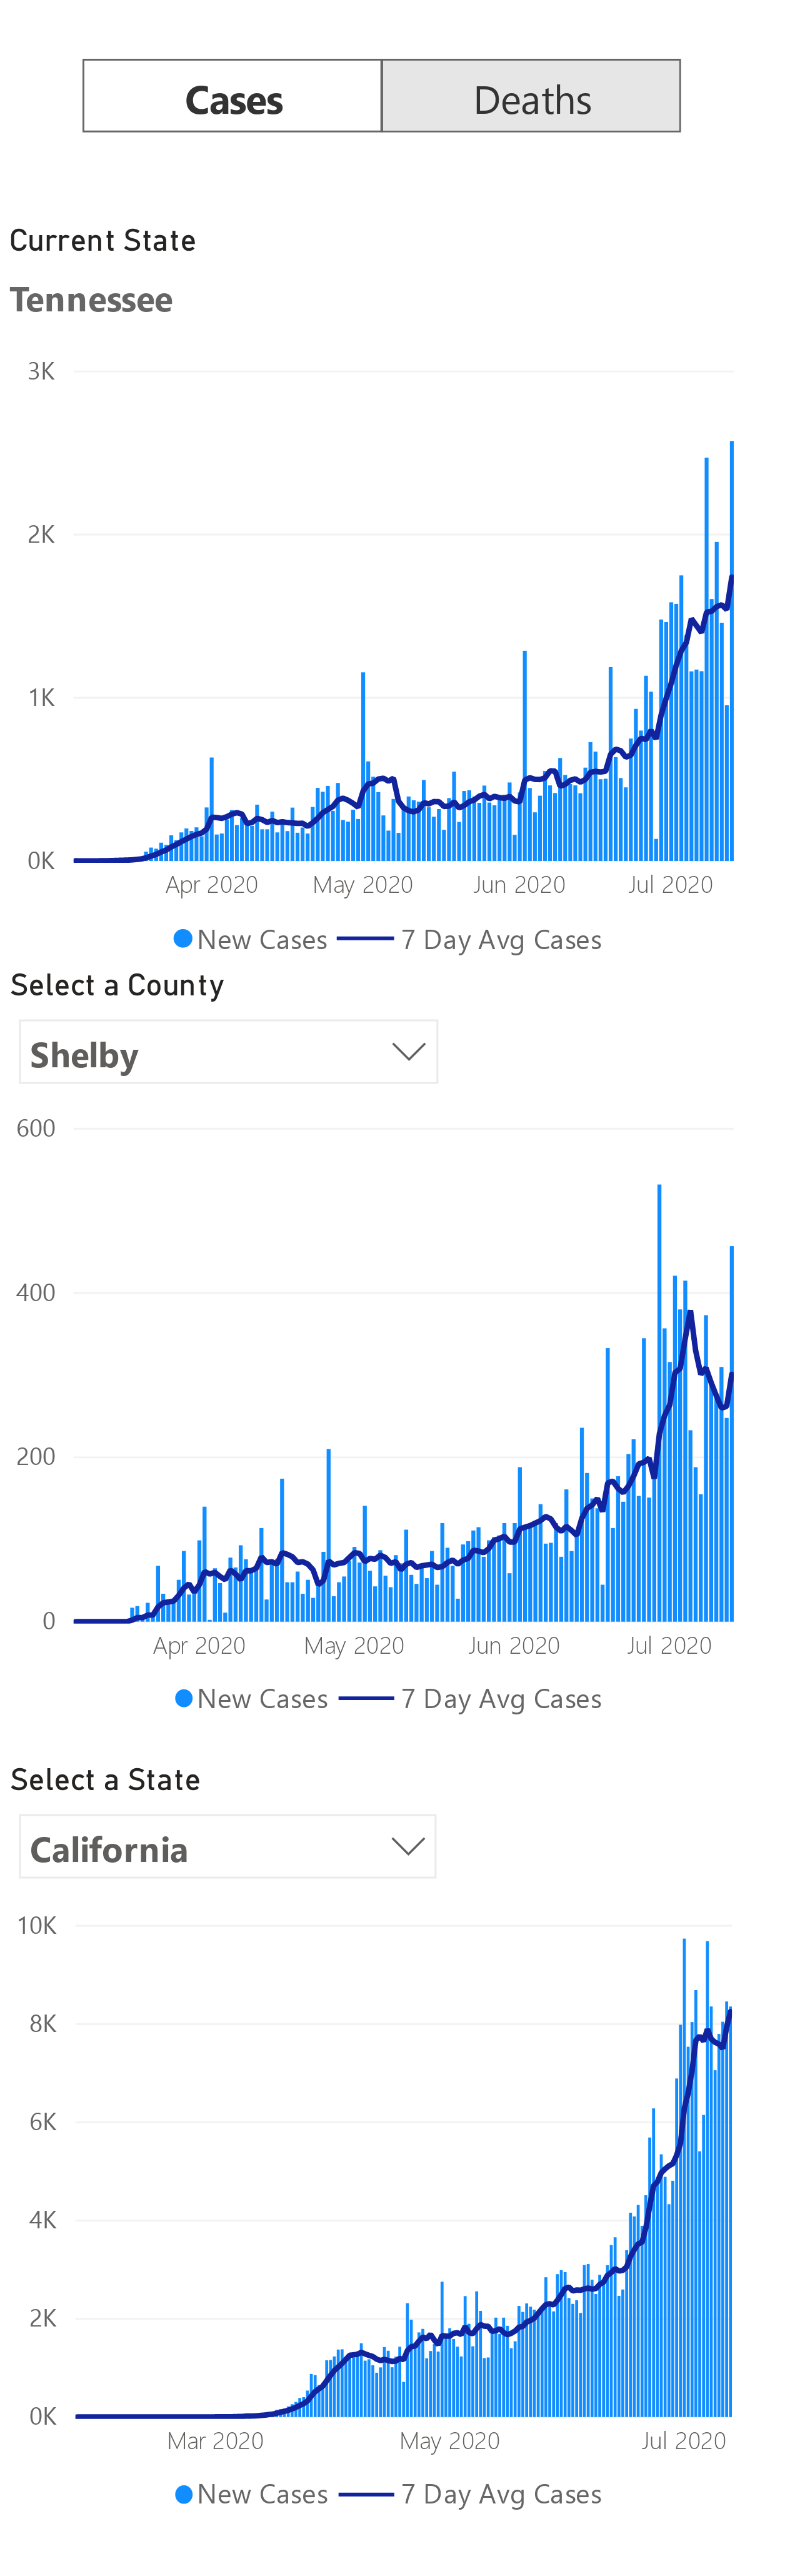 Cases Deaths
Current State
Tennessee
3K
2K
1K
0K
Apr 2020 May 2020 Jun 2020 Jul 2020
New Cases 7 Day Avg Cases
Select a County
Shelby
600
400
200
0
Apr 2020 May 2020 Jun 2020 Jul 2020
New Cases 7 Day Avg Cases
Select a State
California
10K
8K
6K
4K
2K
0K
Mar 2020 May 2020 Jul 2020
New Cases 7 Day Avg Cases